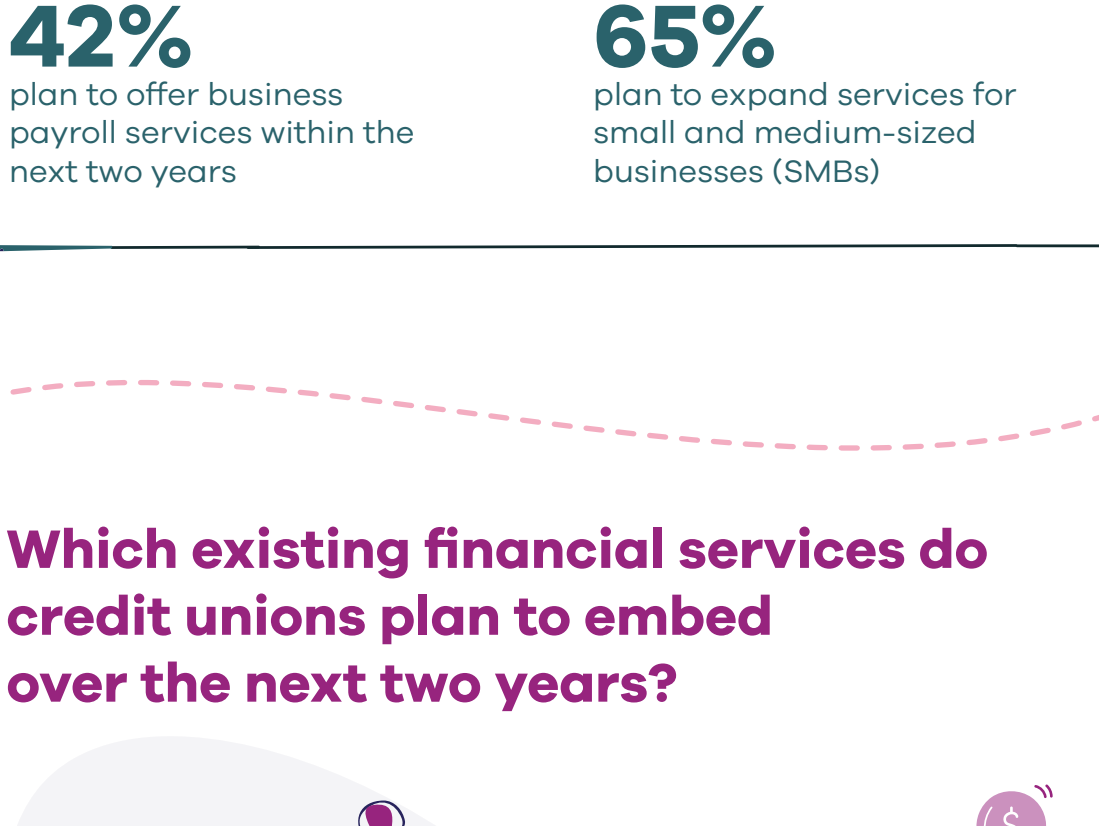 42%
plan to offer business
payroll services within the
next two years
65%
plan to expand services for
small and medium-sized
businesses (SMBs)
Which existing financial services do
credit unions plan to embed
over the next two years?
$